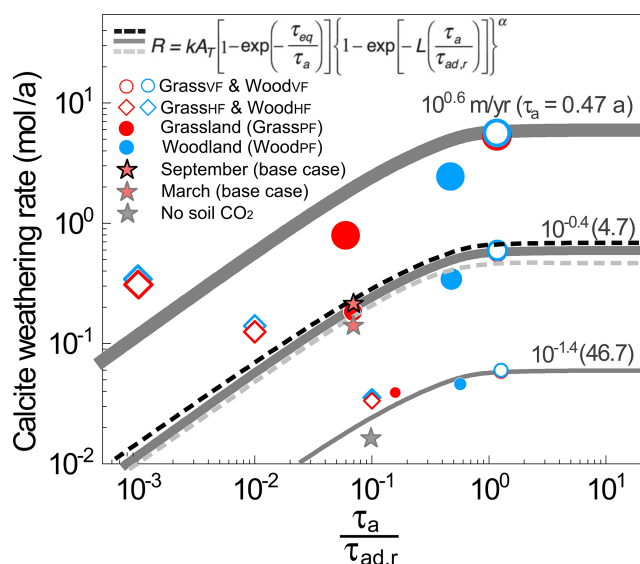 R = kA_T[1-exp(-τ_eq/τ_a)]{1-exp[-L(τ_a/τ_ad,r)]}^α
GrassVF & WoodVF
GrassHF & WoodHF
Grassland (GrassPF)
Woodland (WoodPF)
September (base case)
March (base case)
No soil CO₂
10^0.6 m/yr (τ_a = 0.47 a)
10^-0.4 (4.7)
10^-1.4 (46.7)
Calcite weathering rate (mol/a)
10^1
10^0
10^-1
10^-2
10^-3
10^-2
10^-1
10^0
10^1
τ_a
τ_ad,r